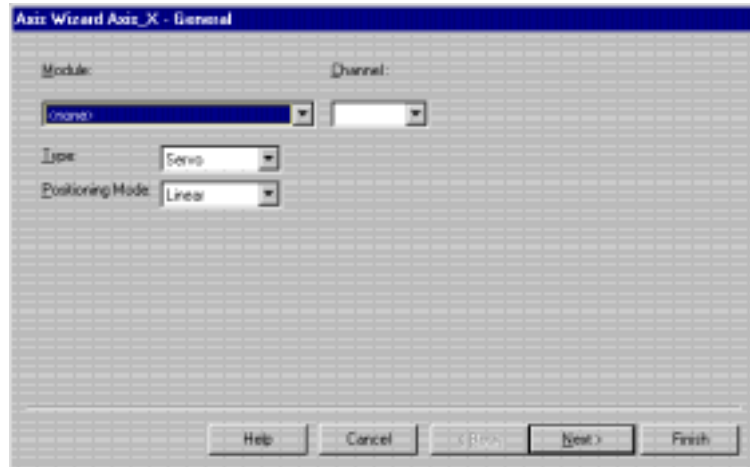 Axis Wizard Axis_X - General
Module: Channel:
<none>
Type: Servo
Positioning Mode: Linear
Help Cancel < Back Next > Finish